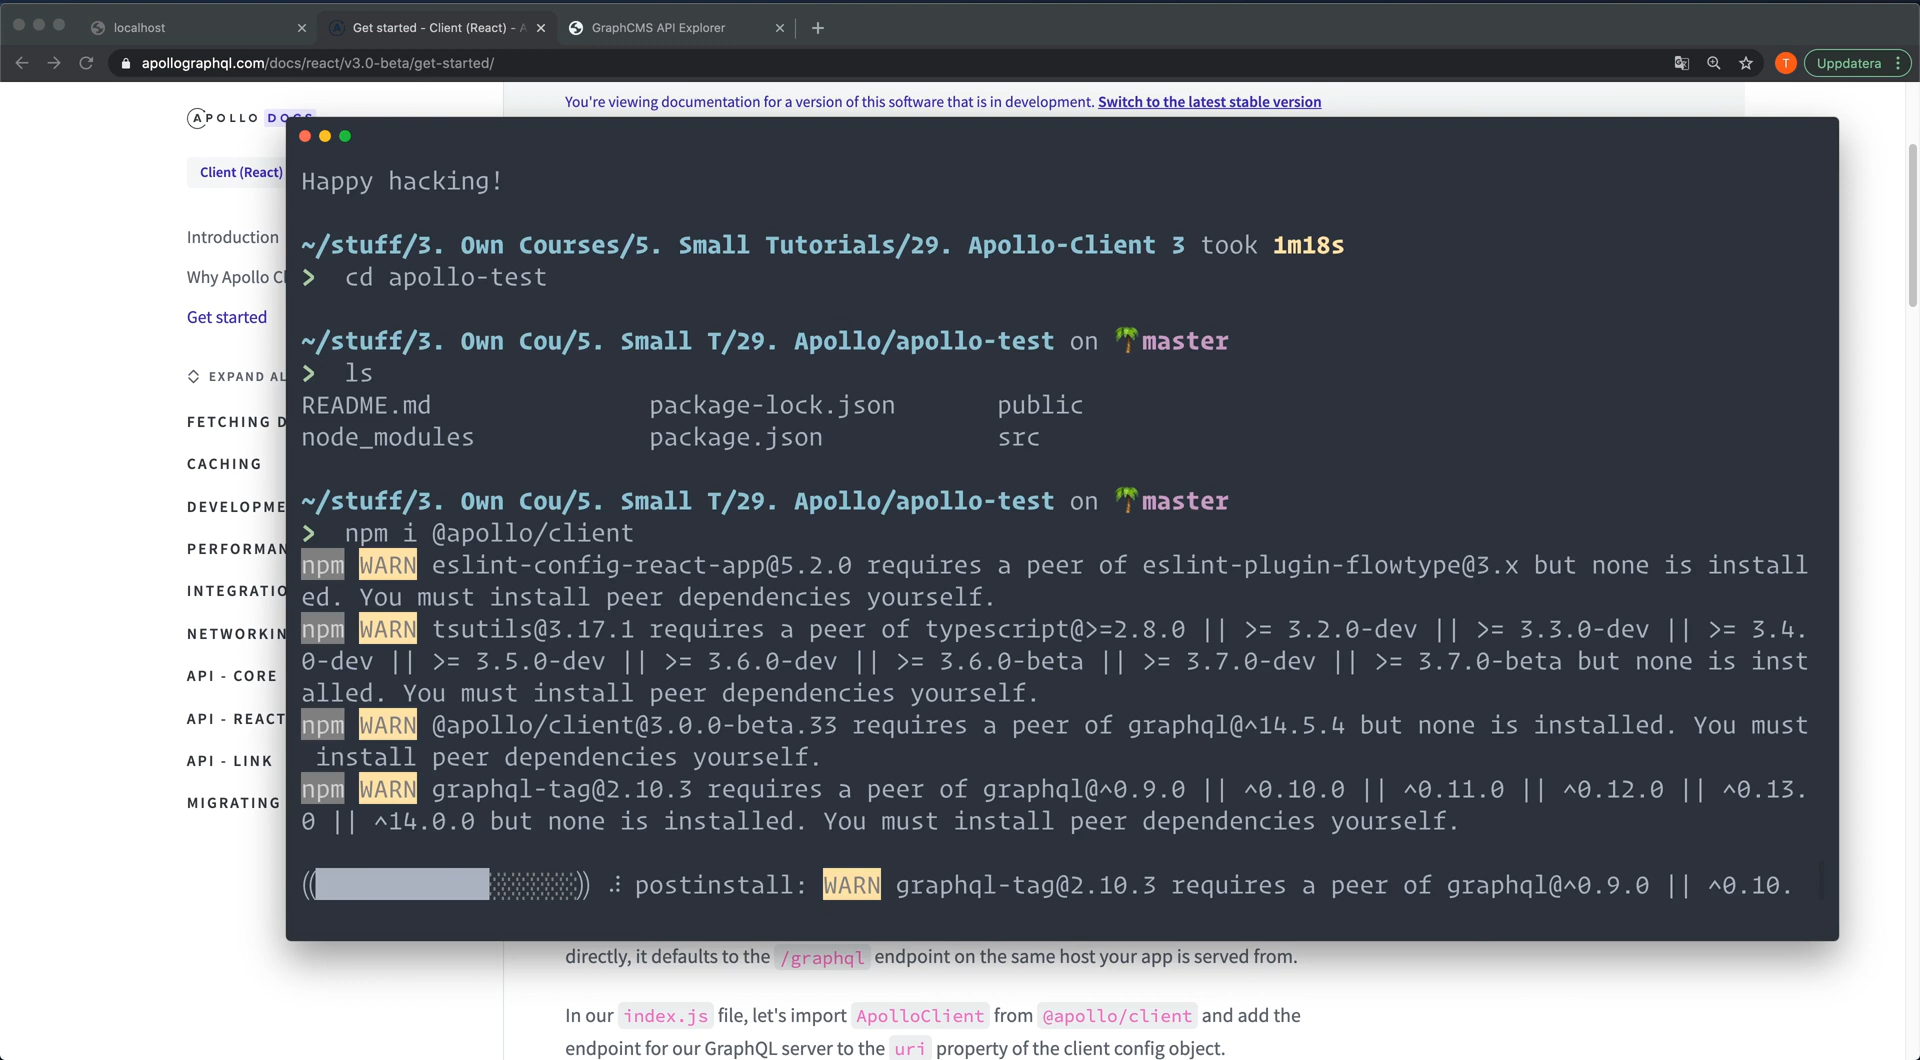 localhost
Get started - Client (React) - A
GraphCMS API Explorer
apollographql.com/docs/react/v3.0-beta/get-started/
T
Uppdatera
APOLLO DOCS
You're viewing documentation for a version of this software that is in development. Switch to the latest stable version
Client (React)
Introduction
Why Apollo Cl
Get started
EXPAND AL
FETCHING D
CACHING
DEVELOPME
PERFORMAN
INTEGRATIO
NETWORKIN
API - CORE
API - REACT
API - LINK
MIGRATING
Happy hacking!
~/stuff/3. Own Courses/5. Small Tutorials/29. Apollo-Client 3 took 1m18s
> cd apollo-test
~/stuff/3. Own Cou/5. Small T/29. Apollo/apollo-test on 🌴master
> ls
README.md package-lock.json public
node_modules package.json src
~/stuff/3. Own Cou/5. Small T/29. Apollo/apollo-test on 🌴master
> npm i @apollo/client
npm WARN eslint-config-react-app@5.2.0 requires a peer of eslint-plugin-flowtype@3.x but none is install
ed. You must install peer dependencies yourself.
npm WARN tsutils@3.17.1 requires a peer of typescript@>=2.8.0 || >= 3.2.0-dev || >= 3.3.0-dev || >= 3.4.
0-dev || >= 3.5.0-dev || >= 3.6.0-dev || >= 3.6.0-beta || >= 3.7.0-dev || >= 3.7.0-beta but none is inst
alled. You must install peer dependencies yourself.
npm WARN @apollo/client@3.0.0-beta.33 requires a peer of graphql@^14.5.4 but none is installed. You must
install peer dependencies yourself.
npm WARN graphql-tag@2.10.3 requires a peer of graphql@^0.9.0 || ^0.10.0 || ^0.11.0 || ^0.12.0 || ^0.13.
0 || ^14.0.0 but none is installed. You must install peer dependencies yourself.
((████████████░░░░░░)) ⠼ postinstall: WARN graphql-tag@2.10.3 requires a peer of graphql@^0.9.0 || ^0.10.
directly, it defaults to the /graphql endpoint on the same host your app is served from.
In our index.js file, let's import ApolloClient from @apollo/client and add the
endpoint for our GraphQL server to the uri property of the client config object.